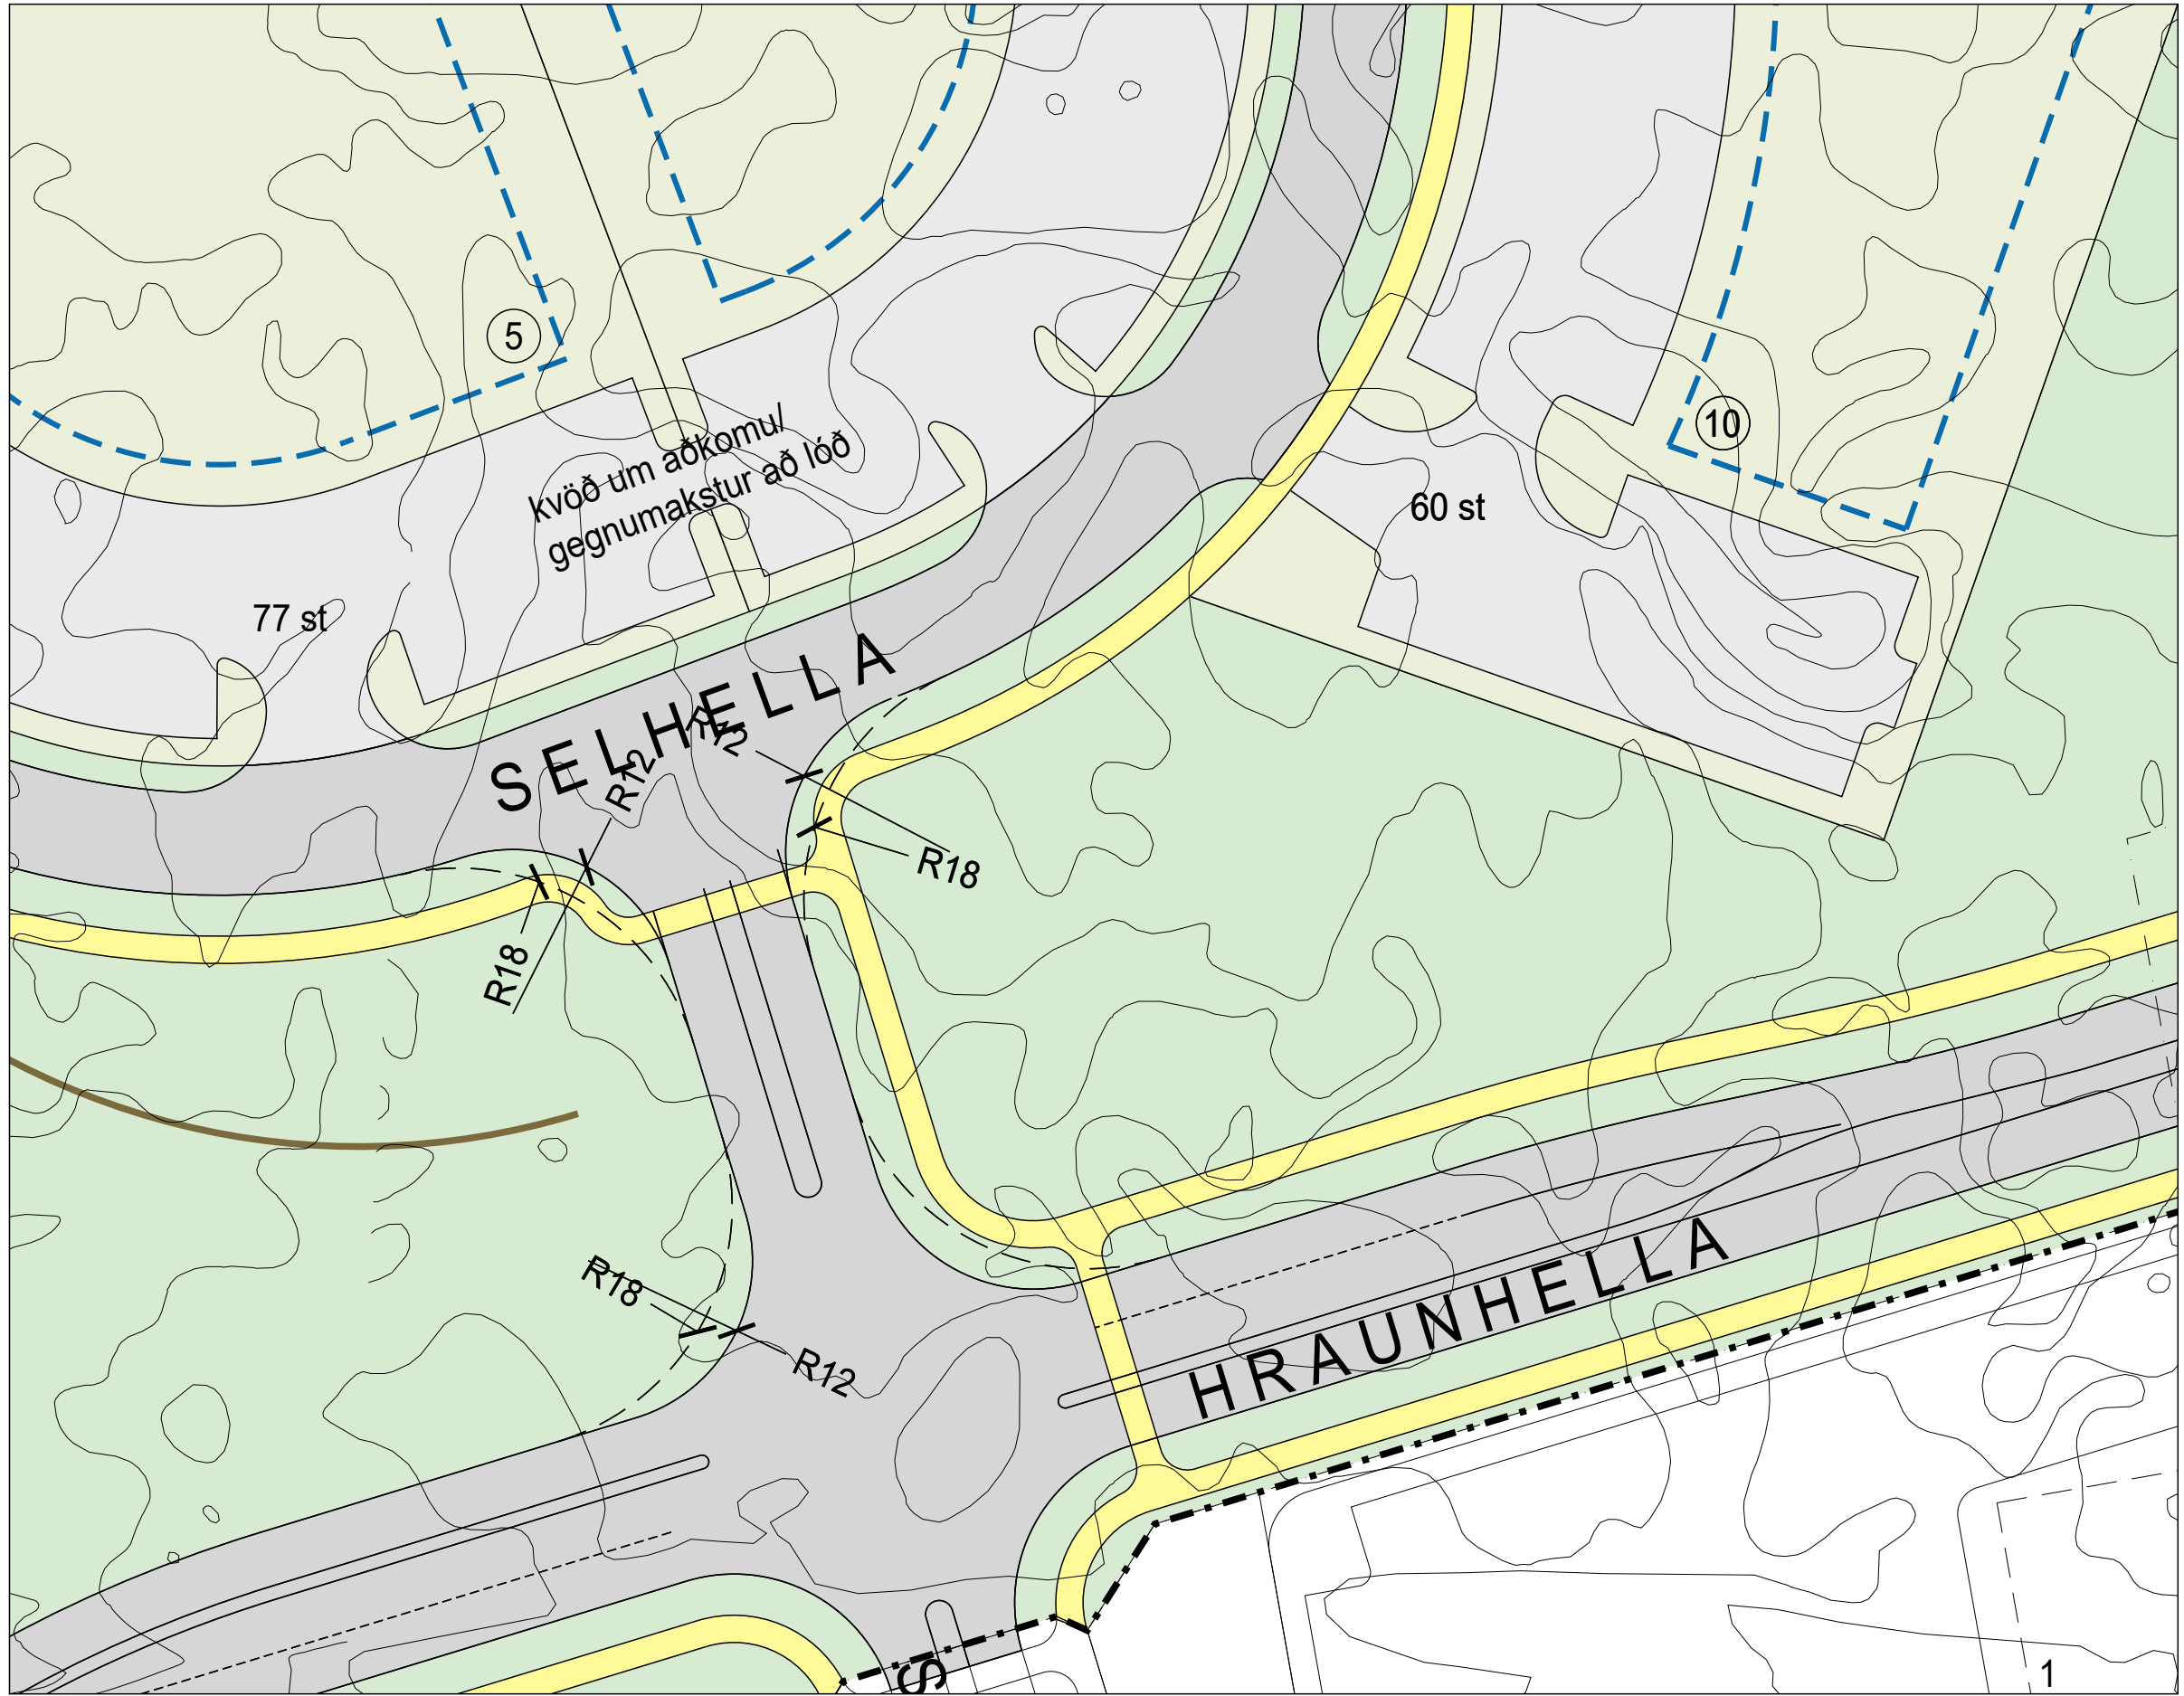 5
10
kvöð um aðkomu/
gegnumakstur að lóð
60 st
77 st
SELHELLA
R12
R12
R18
R18
R18
R12
HRAUNHELLA
S
1